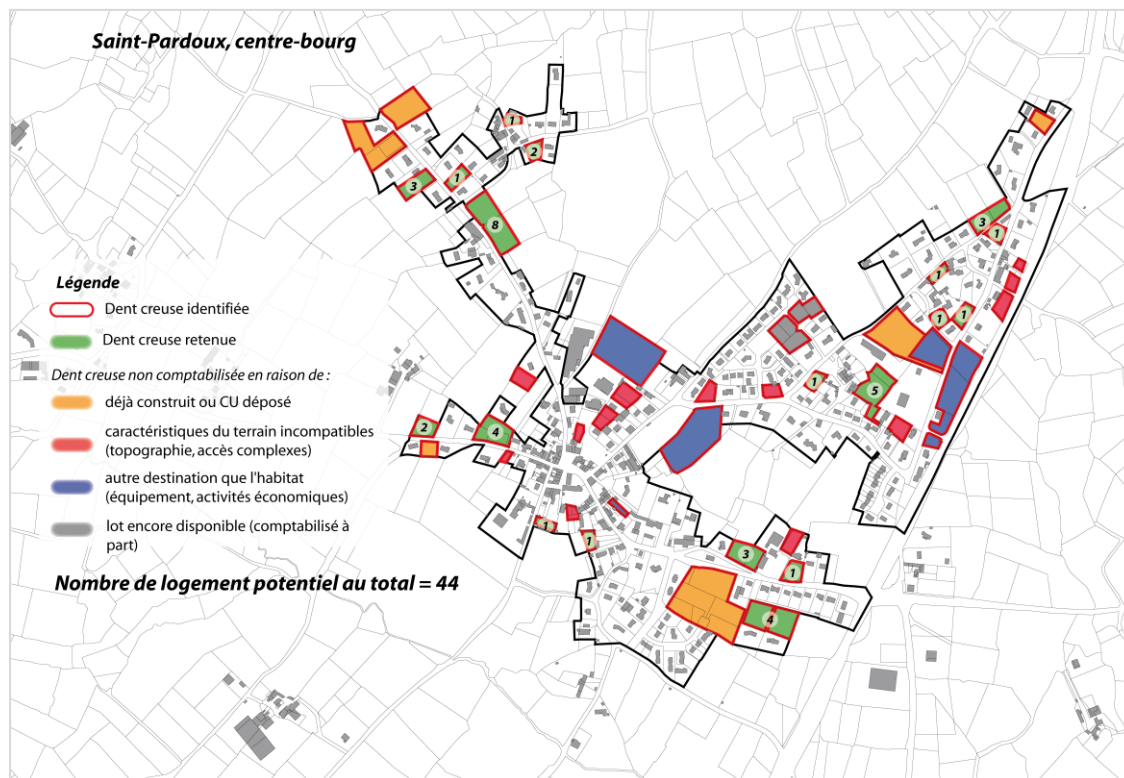 Saint-Pardoux, centre-bourg
1
2
3
1
8
3
1
1
1
1
5
1
2
4
1
1
3
1
4
Légende
Dent creuse identifiée
Dent creuse retenue
Dent creuse non comptabilisée en raison de :
déjà construit ou CU déposé
caractéristiques du terrain incompatibles
(topographie, accès complexes)
autre destination que l'habitat
(équipement, activités économiques)
lot encore disponible (comptabilisé à
part)
Nombre de logement potentiel au total = 44